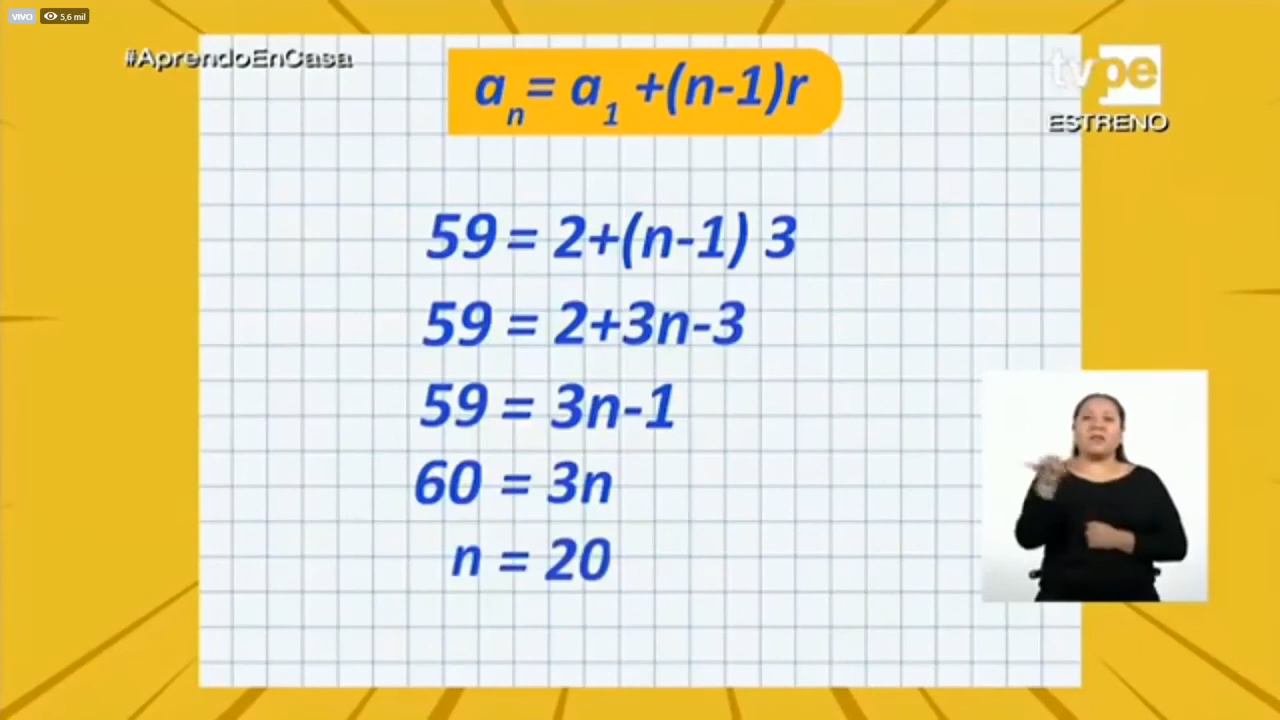 VIVO 5,6 mil
#AprendoEnCasa
tvpe
ESTRENO
aₙ= a₁ +(n-1)r
59 = 2+(n-1) 3
59 = 2+3n-3
59 = 3n-1
60 = 3n
n = 20